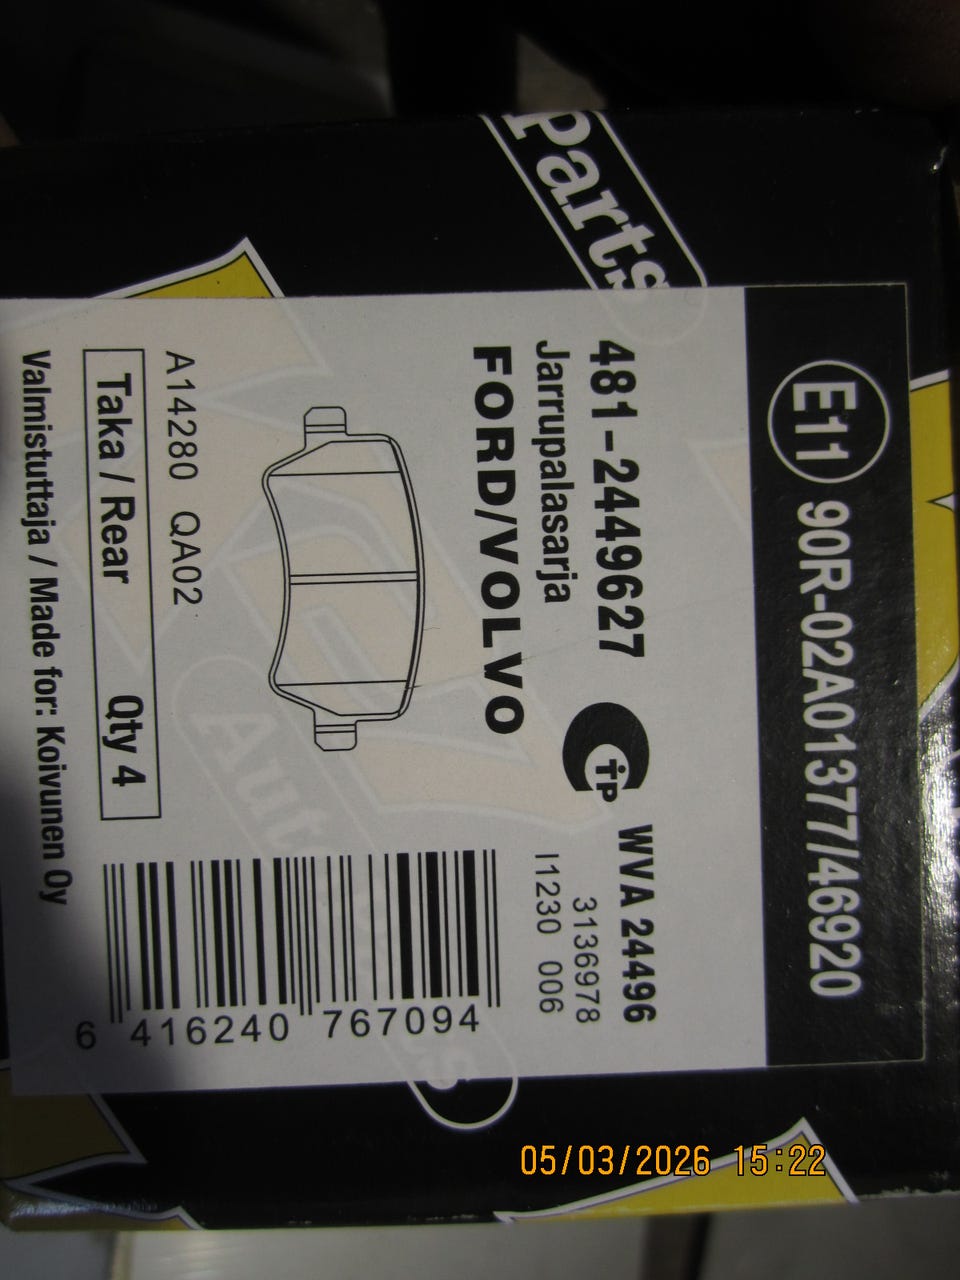 Parts
E11 90R-02A01377/46920
481-2449627
TP
WVA 24496
Jarrupalasarja
3136978
FORD/VOLVO
I1230 006
A14280 QA02
Taka / Rear Qty 4
6 416240 767094
Valmistuttaja / Made for: Koivunen Oy
05/03/2026 15:22